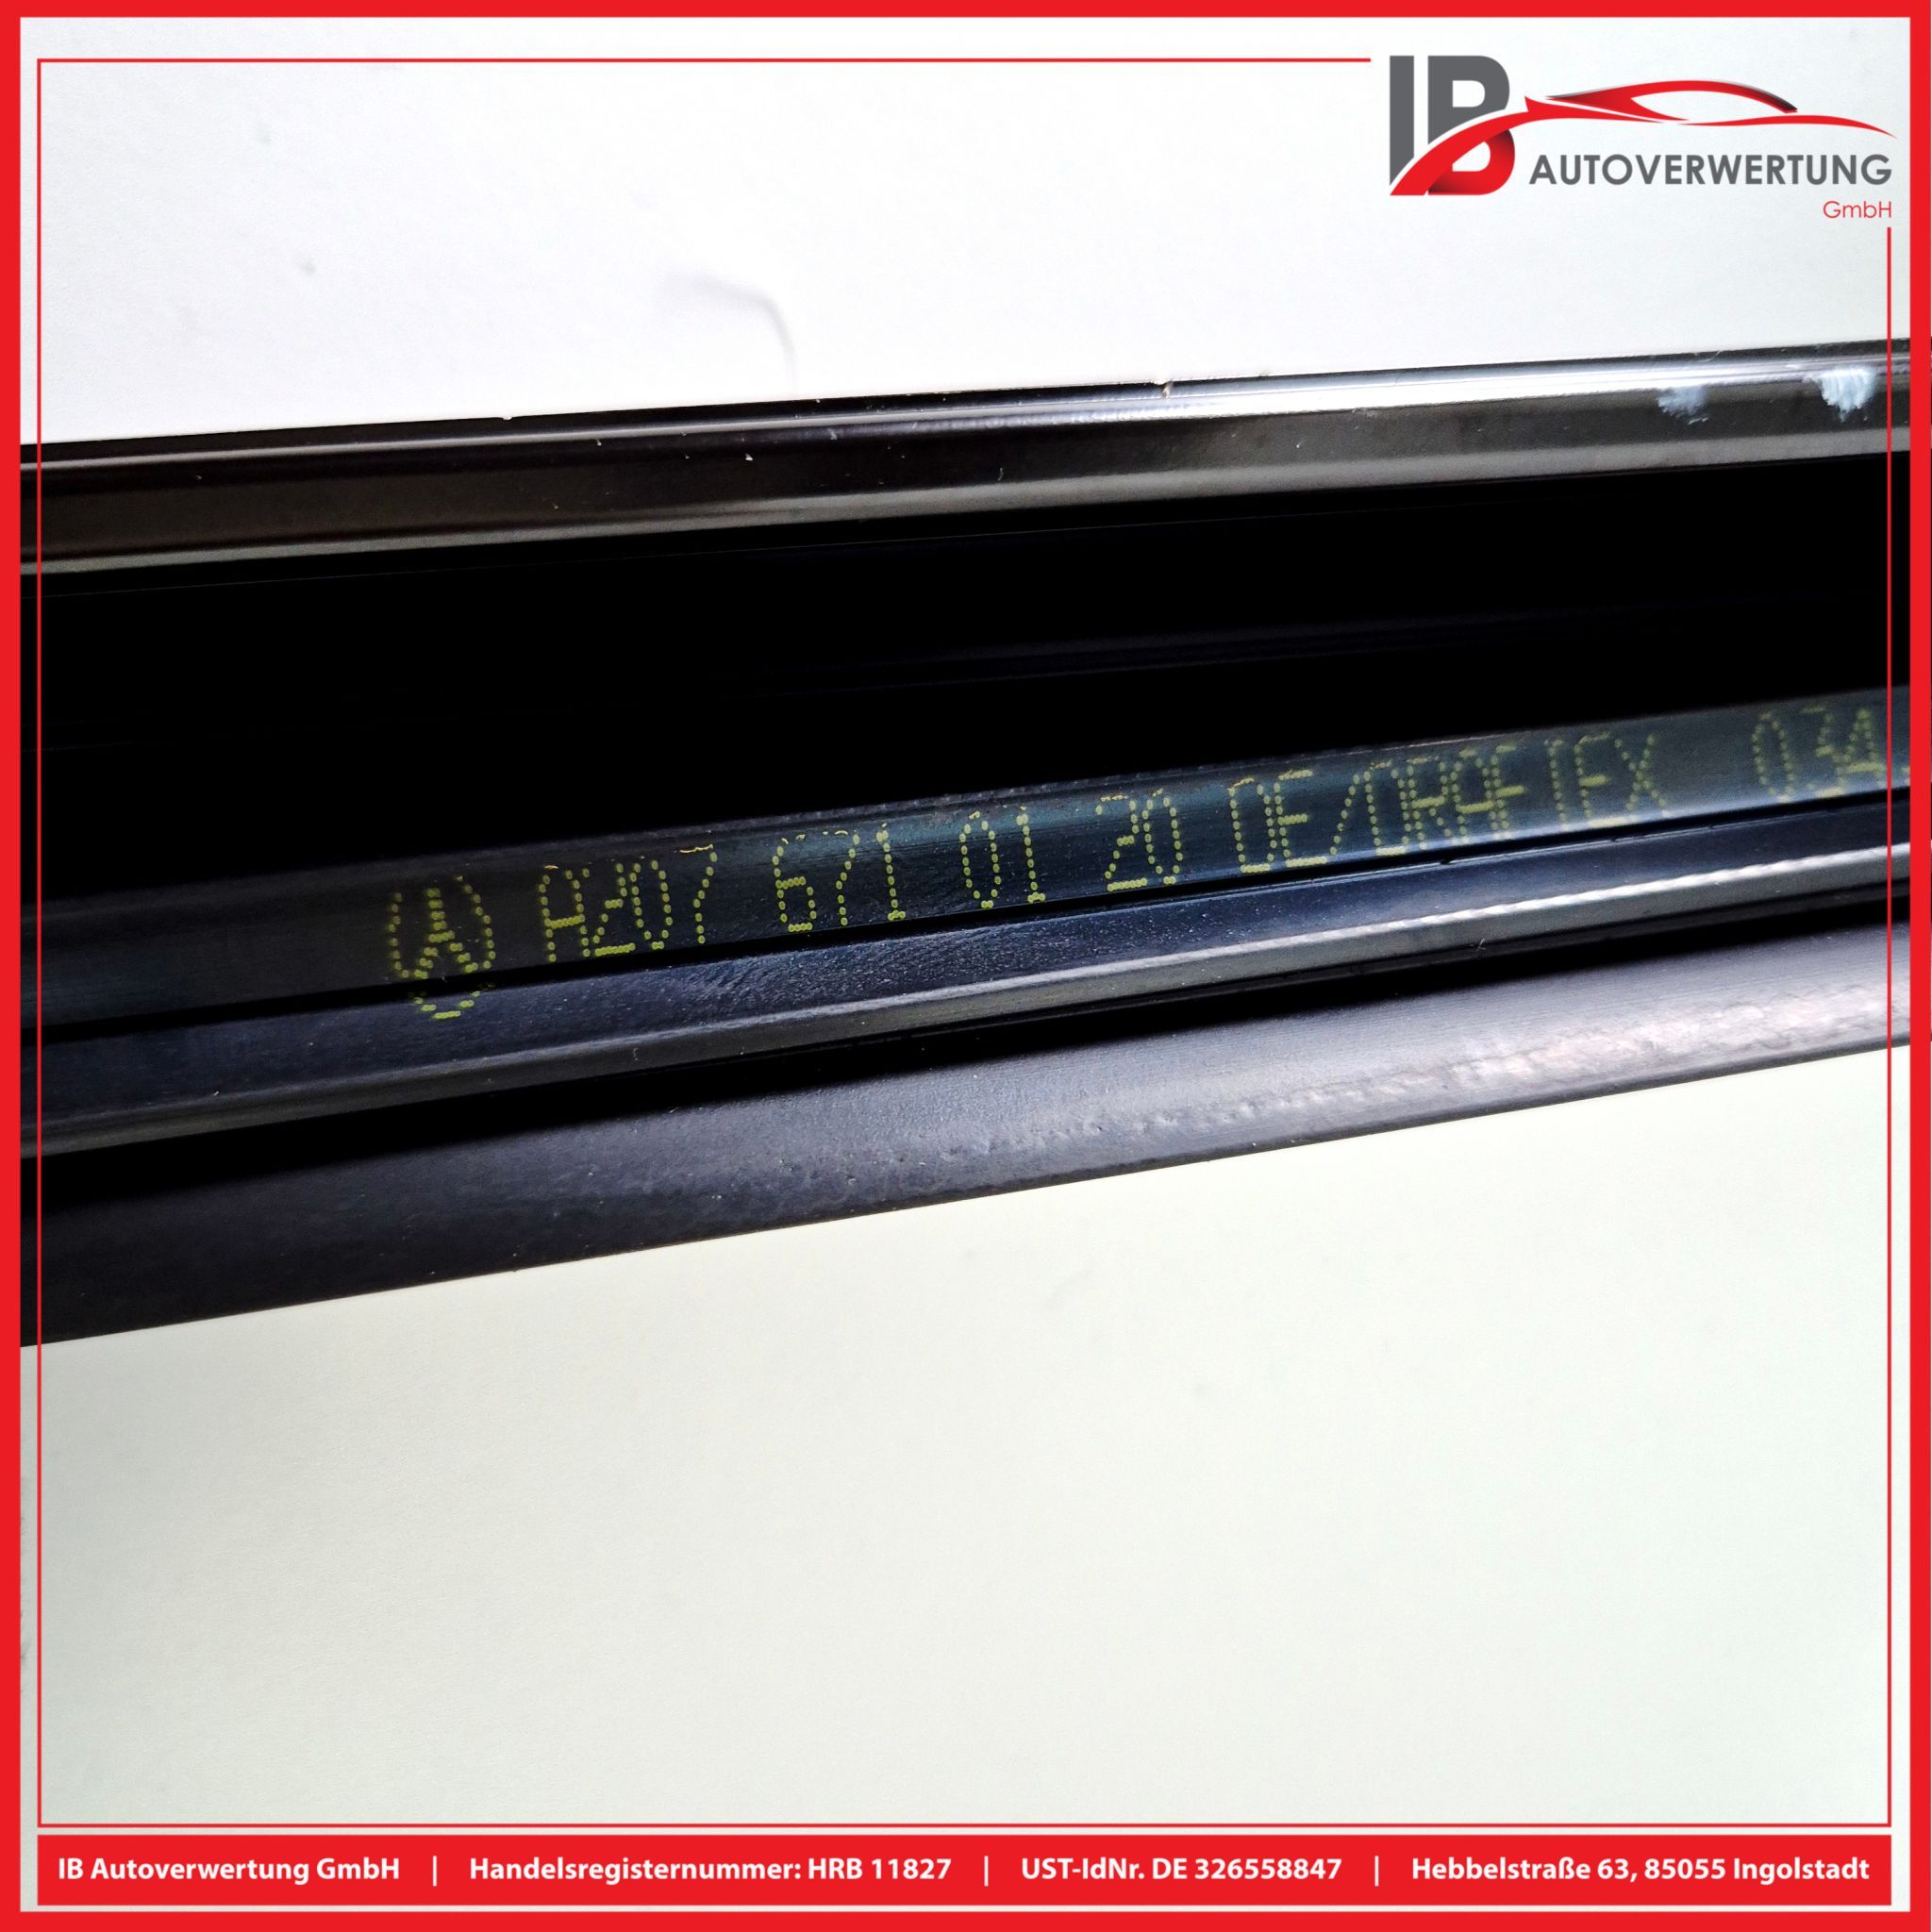 IB
AUTOVERWERTUNG
GmbH
A207 671 01 20 DE/DRAFTEX 034
IB Autoverwertung GmbH | Handelsregisternummer: HRB 11827 | UST-IdNr. DE 326558847 | Hebbelstraße 63, 85055 Ingolstadt